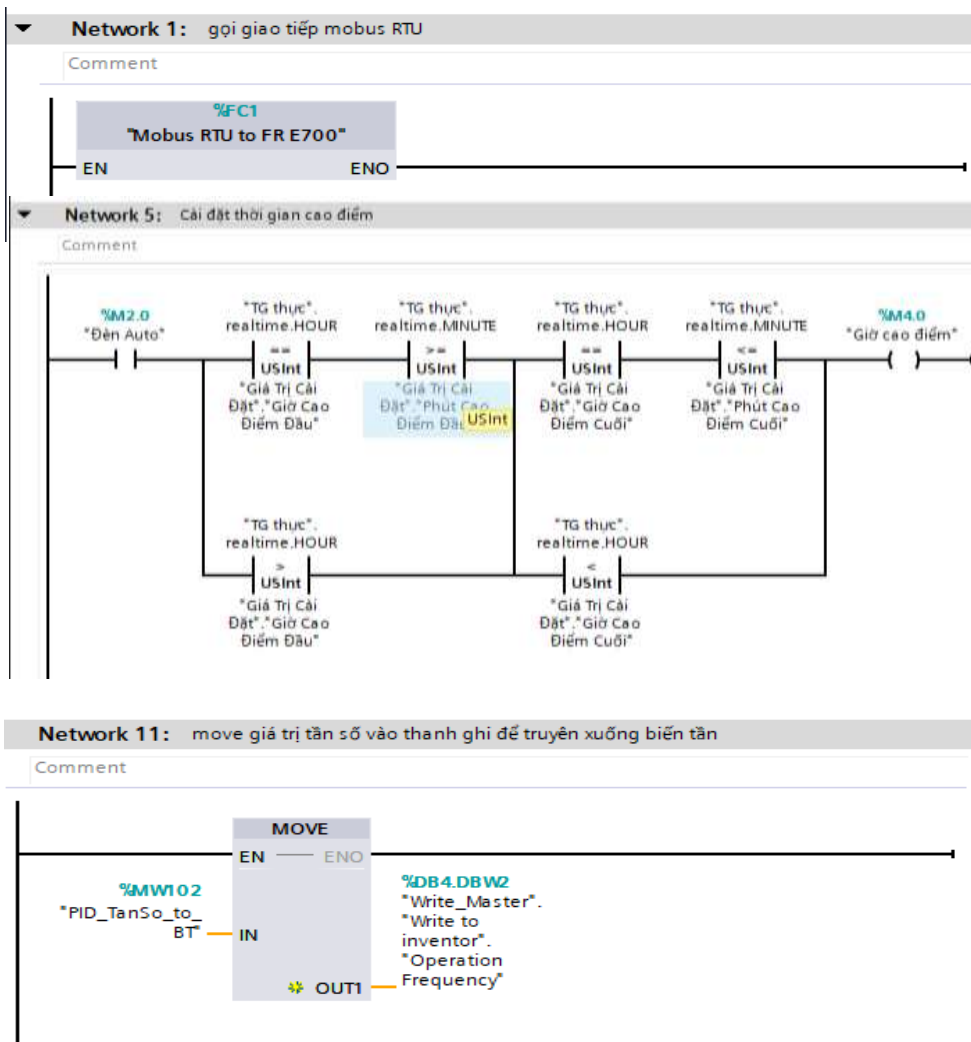 Network 1: gọi giao tiếp mobus RTU
Comment
%FC1
"Mobus RTU to FR E700"
EN ENO
Network 5: Cài đặt thời gian cao điểm
Comment
%M2.0
"Đèn Auto"
"TG thực".
realtime.HOUR
==
USInt
"Giá Trị Cài
Đặt"."Giờ Cao
Điểm Đầu"
"TG thực".
realtime.MINUTE
>=
USInt
"Giá Trị Cài
Đặt"."Phút Cao
Điểm
USInt
"TG thực".
realtime.HOUR
==
USInt
"Giá Trị Cài
Đặt"."Giờ Cao
Điểm Cuối"
"TG thực".
realtime.MINUTE
<=
USInt
"Giá Trị Cài
Đặt"."Phút Cao
Điểm Cuối"
%M4.0
"Giờ cao điểm"
"TG thực".
realtime.HOUR
>
USInt
"Giá Trị Cài
Đặt"."Giờ Cao
Điểm Đầu"
"TG thực".
realtime.HOUR
<
USInt
"Giá Trị Cài
Đặt"."Giờ Cao
Điểm Cuối"
Network 11: move giá trị tần số vào thanh ghi để truyên xuống biến tần
Comment
MOVE
EN ENO
%MW102
"PID_TanSo_to_
BT"
IN
%DB4.DBW2
"Write_Master".
"Write to
inventor".
"Operation
Frequency"
OUT1